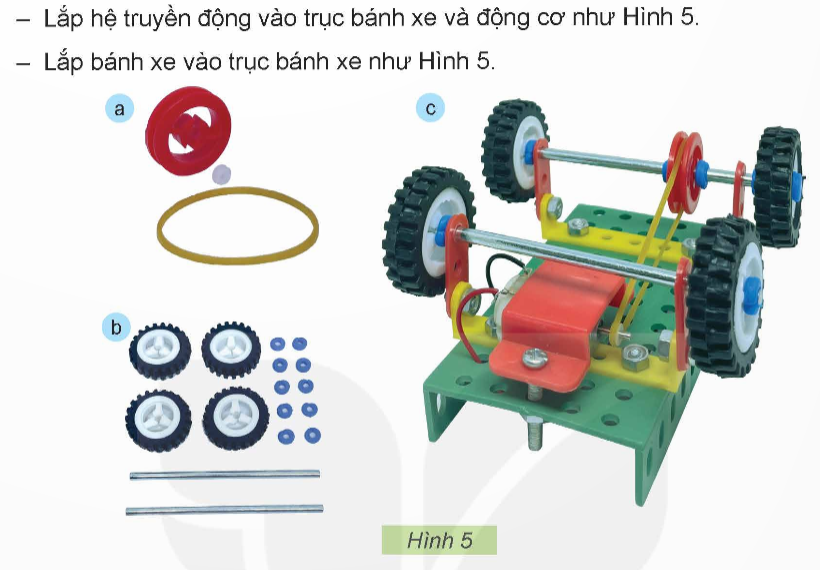 – Lắp hệ truyền động vào trục bánh xe và động cơ như Hình 5.
– Lắp bánh xe vào trục bánh xe như Hình 5.
a
c
b
Hình 5